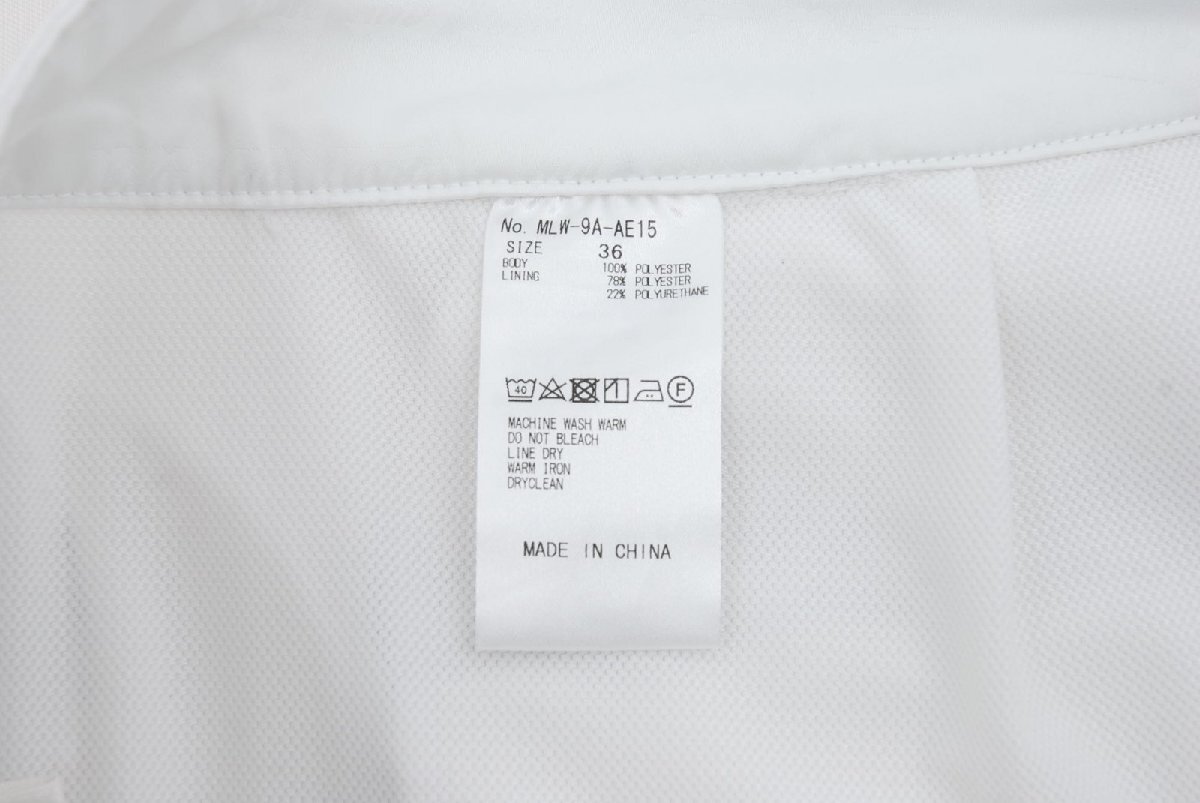 No. MLW-9A-AE15
SIZE 36
BODY 100% POLYESTER
LINING 78% POLYESTER
22% POLYURETHANE
40 F
MACHINE WASH WARM
DO NOT BLEACH
LINE DRY
WARM IRON
DRYCLEAN
MADE IN CHINA